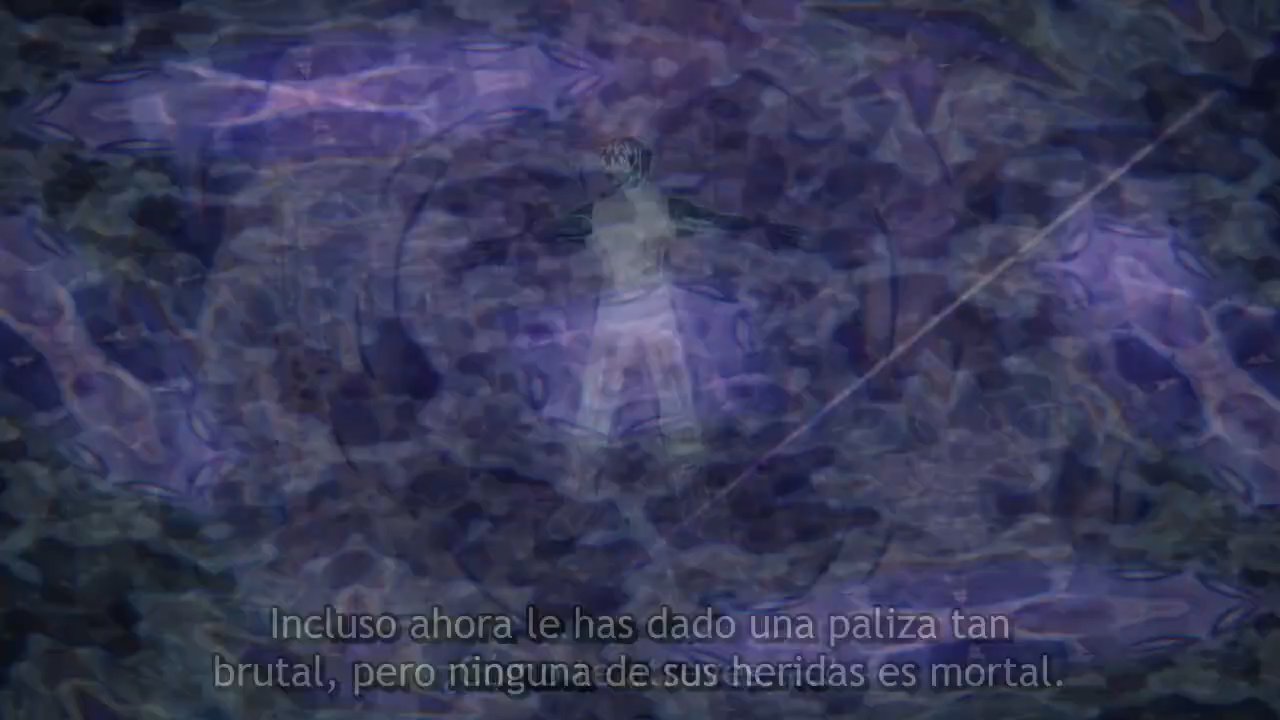 Incluso ahora le has dado una paliza tan
brutal, pero ninguna de sus heridas es mortal.